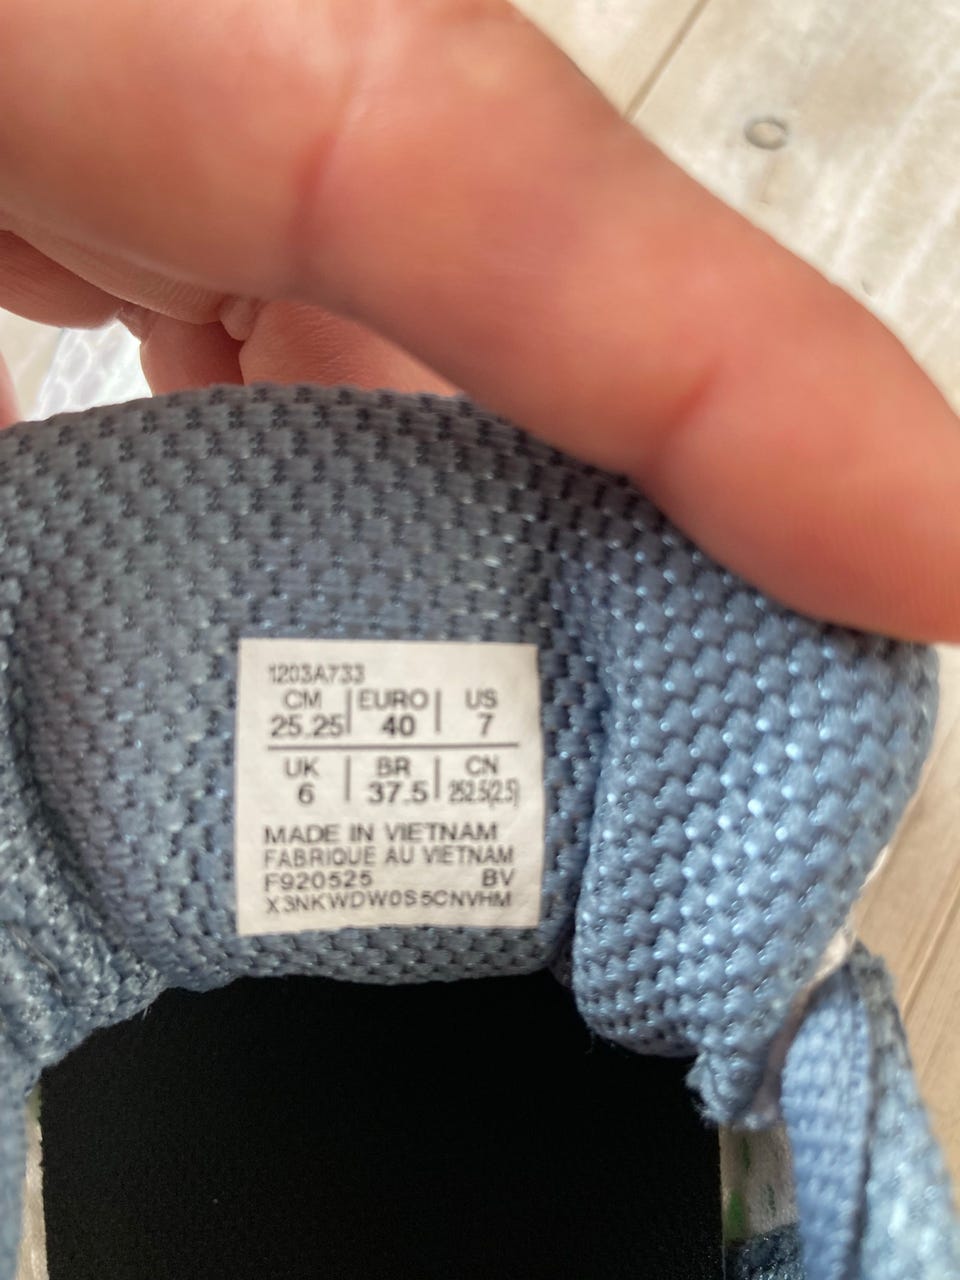 1203A733
CM | EURO | US
25.25 | 40 | 7
UK | BR | CN
6 | 37.5 | 252.5(2.5)
MADE IN VIETNAM
FABRIQUE AU VIETNAM
F920525 BV
X3NKWDW0S5CNVHM